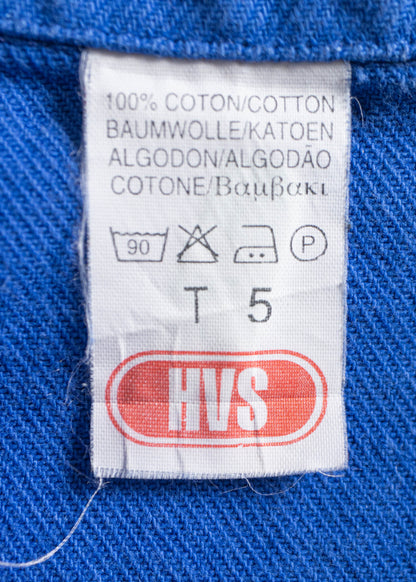 100% COTON/COTTON
BAUMWOLLE/KATOEN
ALGODON/ALGODÃO
COTONE/Βαμβακι
90 P
T 5
HVS